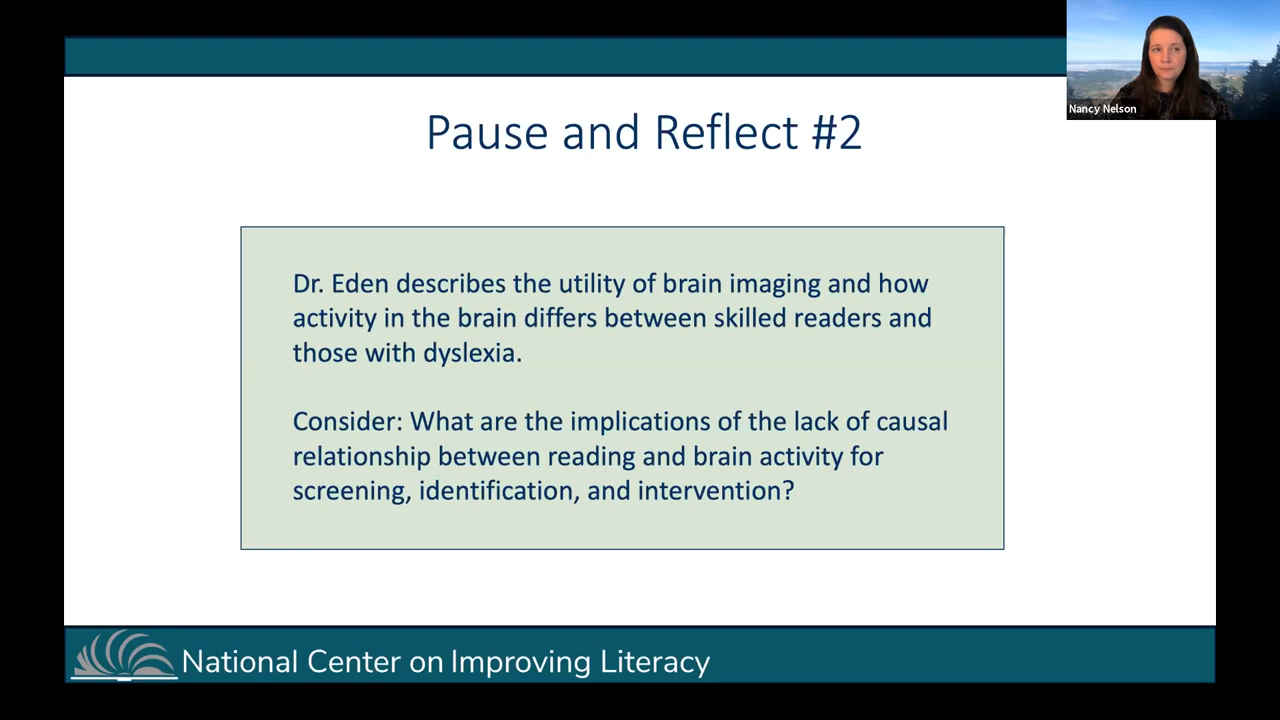 Nancy Nelson
Pause and Reflect #2
Dr. Eden describes the utility of brain imaging and how
activity in the brain differs between skilled readers and
those with dyslexia.
Consider: What are the implications of the lack of causal
relationship between reading and brain activity for
screening, identification, and intervention?
National Center on Improving Literacy